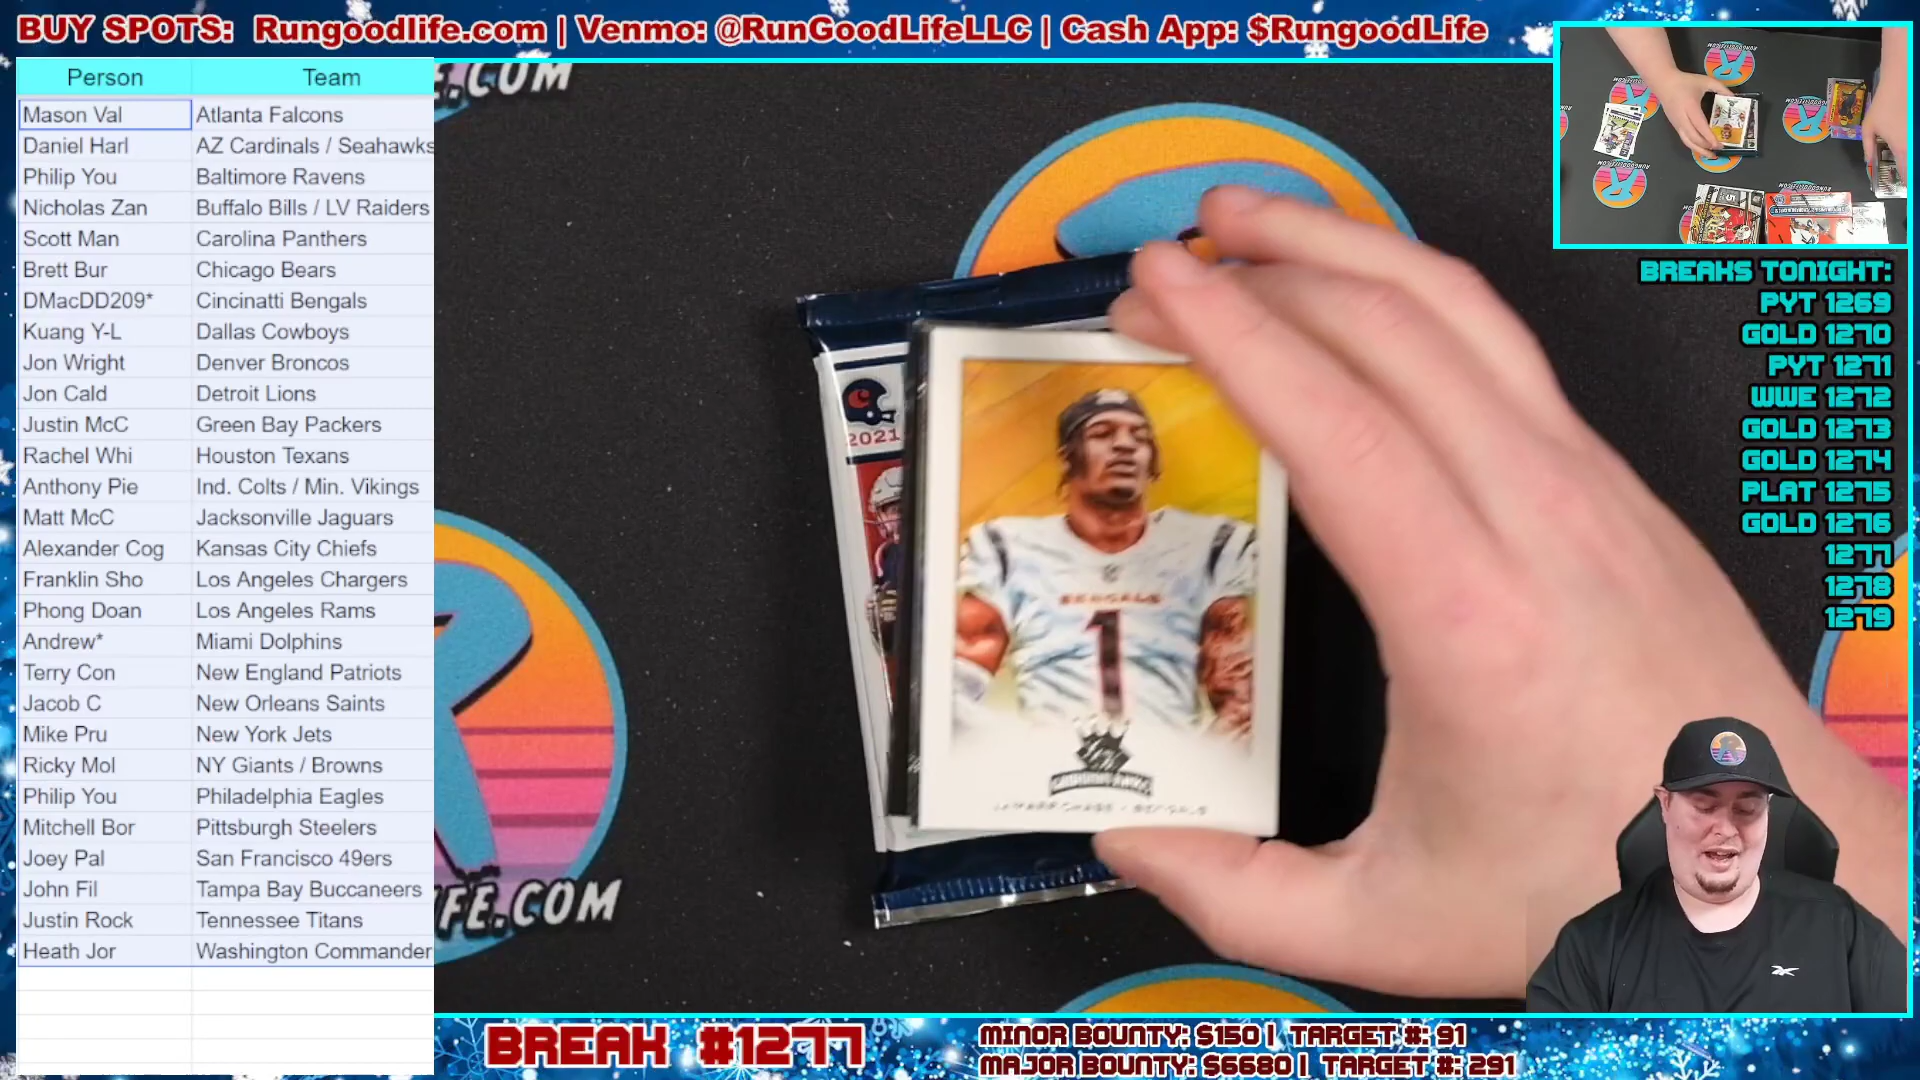 BUY SPOTS: Rungoodlife.com | Venmo: @RunGoodLifeLLC | Cash App: $RungoodLife
Person Team
Mason Val Atlanta Falcons
Daniel Harl AZ Cardinals / Seahawks
Philip You Baltimore Ravens
Nicholas Zan Buffalo Bills / LV Raiders
Scott Man Carolina Panthers
Brett Bur Chicago Bears
DMacDD209* Cincinatti Bengals
Kuang Y-L Dallas Cowboys
Jon Wright Denver Broncos
Jon Cald Detroit Lions
Justin McC Green Bay Packers
Rachel Whi Houston Texans
Anthony Pie Ind. Colts / Min. Vikings
Matt McC Jacksonville Jaguars
Alexander Cog Kansas City Chiefs
Franklin Sho Los Angeles Chargers
Phong Doan Los Angeles Rams
Andrew* Miami Dolphins
Terry Con New England Patriots
Jacob C New Orleans Saints
Mike Pru New York Jets
Ricky Mol NY Giants / Browns
Philip You Philadelphia Eagles
Mitchell Bor Pittsburgh Steelers
Joey Pal San Francisco 49ers
John Fil Tampa Bay Buccaneers
Justin Rock Tennessee Titans
Heath Jor Washington Commander
E.COM
FE.COM
2021
BENGALS
1
JA'MARR CHASE • BENGALS
BREAKS TONIGHT:
PYT 1269
GOLD 1270
PYT 1271
WWE 1272
GOLD 1273
GOLD 1274
PLAT 1275
GOLD 1276
1277
1278
1279
BREAK #1277
MINOR BOUNTY: $150 | TARGET #: 91
MAJOR BOUNTY: $6680 | TARGET #: 291